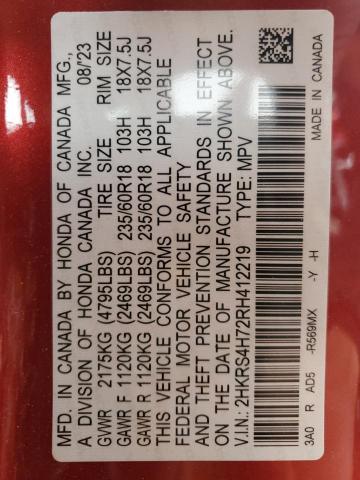 MFD. IN CANADA BY HONDA OF CANADA MFG.,
A DIVISION OF HONDA CANADA INC. 08/23
GVWR 2175KG (4799LBS) TIRE SIZE RIM SIZE
GAWR F 1120KG (2469LBS) 235/60R18 103H 18X7.5J
GAWR R 1120KG (2469LBS) 235/60R18 103H 18X7.5J
THIS VEHICLE CONFORMS TO ALL APPLICABLE
FEDERAL MOTOR VEHICLE SAFETY
AND THEFT PREVENTION STANDARDS IN EFFECT
ON THE DATE OF MANUFACTURE SHOWN ABOVE.
V.I.N.: 2HKRS4H72RH412219 TYPE: MPV
3A0 R AD5 -R569MX -Y -H MADE IN CANADA